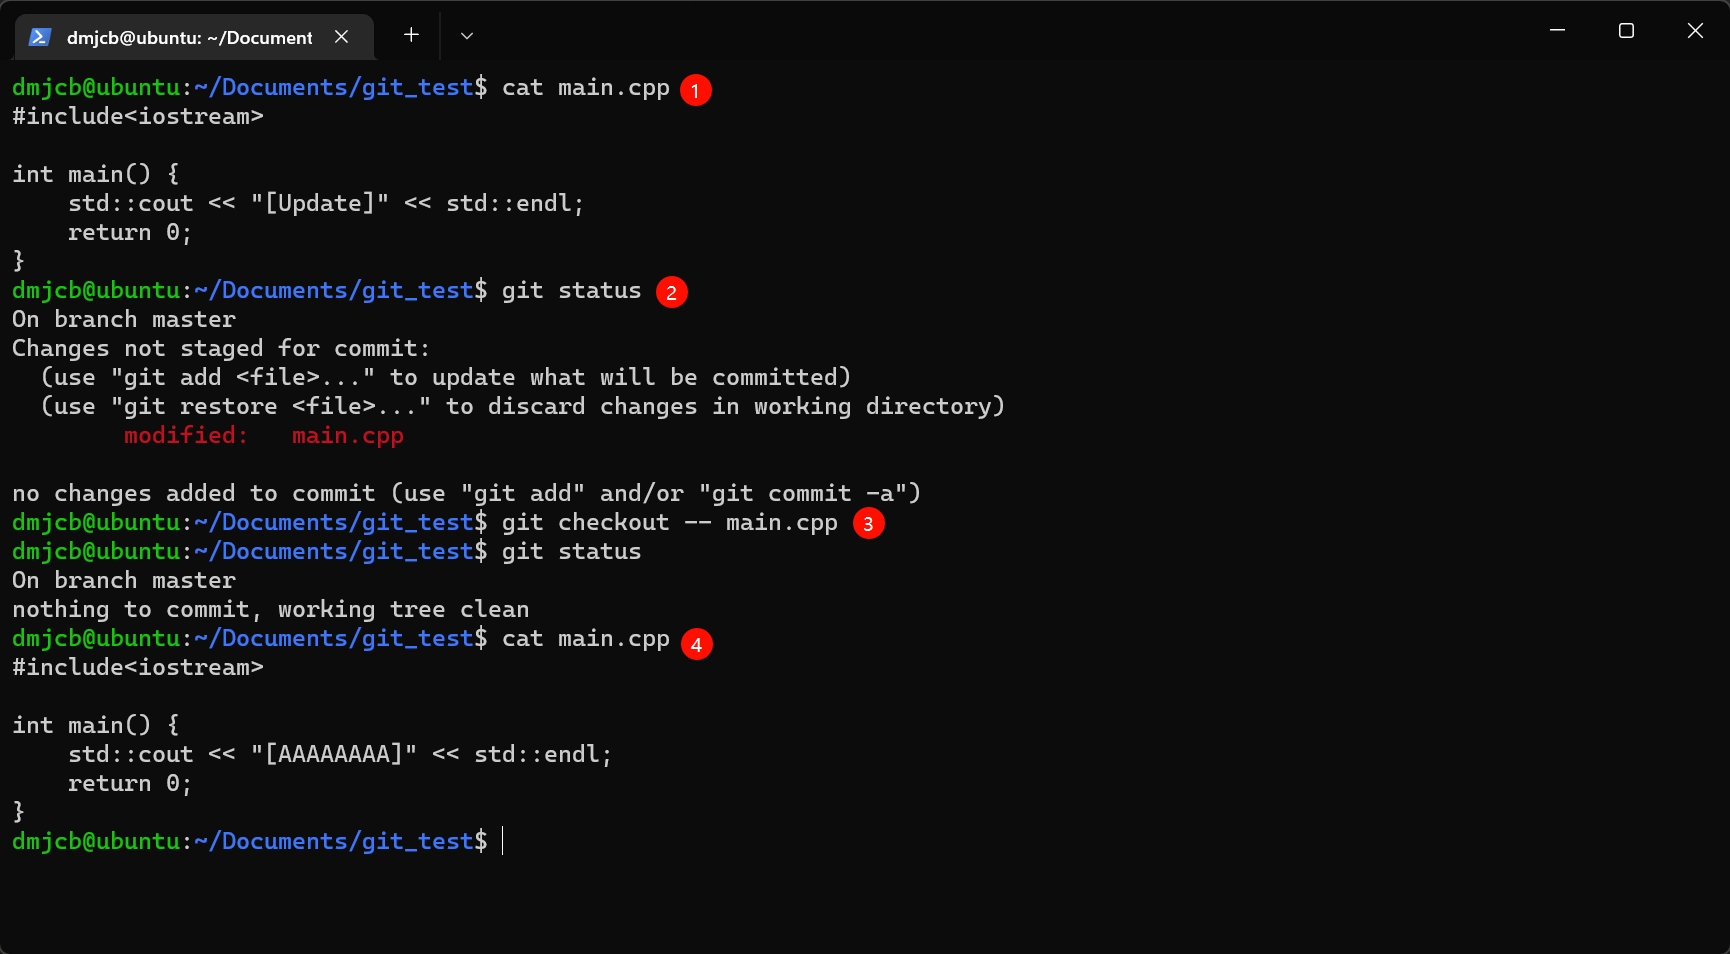 dmjcb@ubuntu: ~/Document
dmjcb@ubuntu:~/Documents/git_test$ cat main.cpp 1
#include<iostream>

int main() {
    std::cout << "[Update]" << std::endl;
    return 0;
}
dmjcb@ubuntu:~/Documents/git_test$ git status 2
On branch master
Changes not staged for commit:
  (use "git add <file>..." to update what will be committed)
  (use "git restore <file>..." to discard changes in working directory)
        modified:   main.cpp

no changes added to commit (use "git add" and/or "git commit -a")
dmjcb@ubuntu:~/Documents/git_test$ git checkout -- main.cpp 3
dmjcb@ubuntu:~/Documents/git_test$ git status
On branch master
nothing to commit, working tree clean
dmjcb@ubuntu:~/Documents/git_test$ cat main.cpp 4
#include<iostream>

int main() {
    std::cout << "[AAAAAAAA]" << std::endl;
    return 0;
}
dmjcb@ubuntu:~/Documents/git_test$